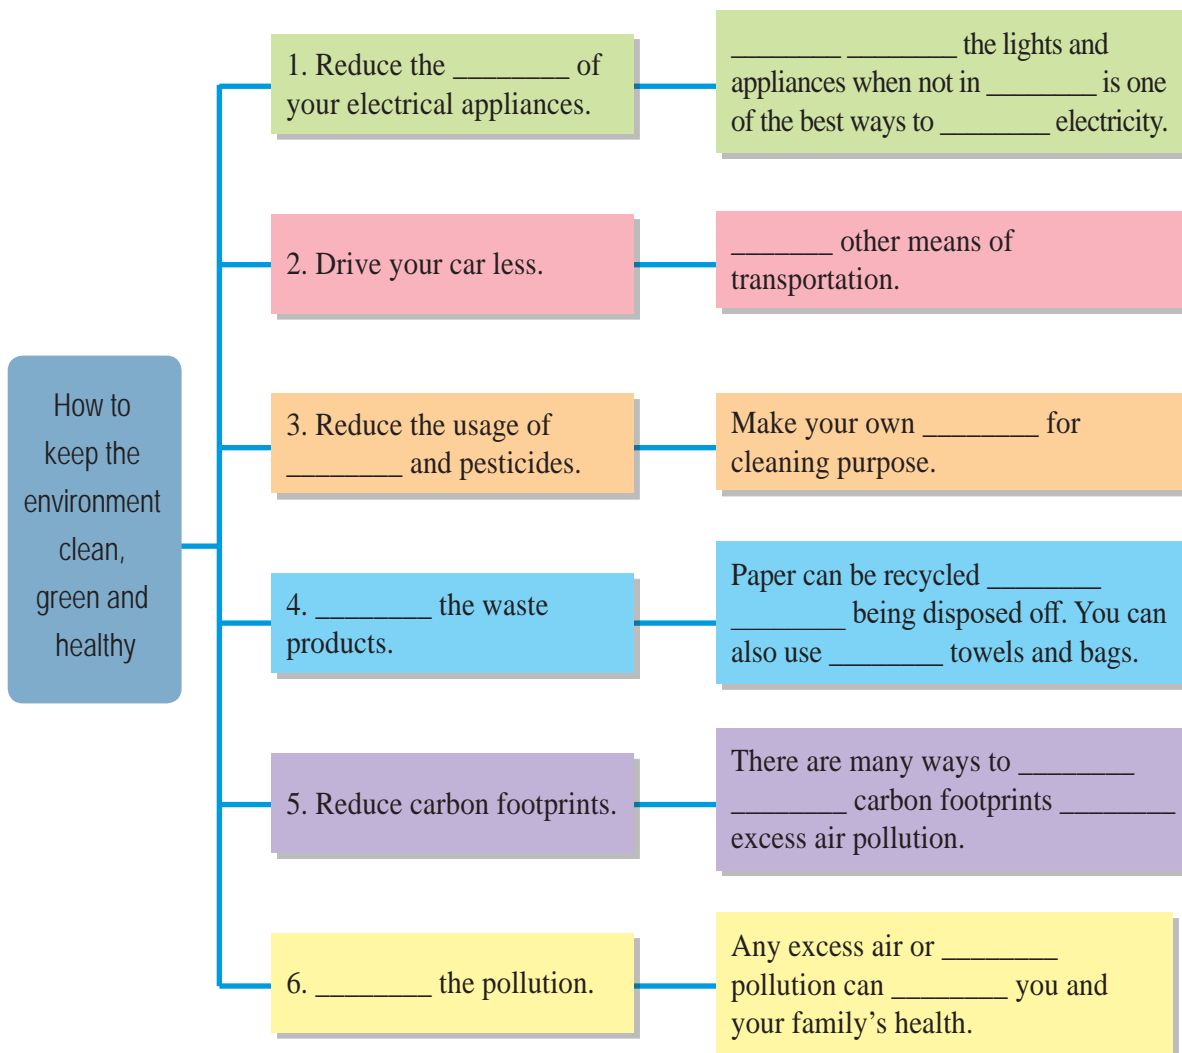 How to
keep the
environment
clean,
green and
healthy
1. Reduce the ________ of
your electrical appliances.
________ ________ the lights and
appliances when not in ________ is one
of the best ways to ________ electricity.
2. Drive your car less.
_______ other means of
transportation.
3. Reduce the usage of
________ and pesticides.
Make your own ________ for
cleaning purpose.
4. ________ the waste
products.
Paper can be recycled ________
________ being disposed off. You can
also use ________ towels and bags.
5. Reduce carbon footprints.
There are many ways to ________
________ carbon footprints ________
excess air pollution.
6. ________ the pollution.
Any excess air or ________
pollution can ________ you and
your family’s health.